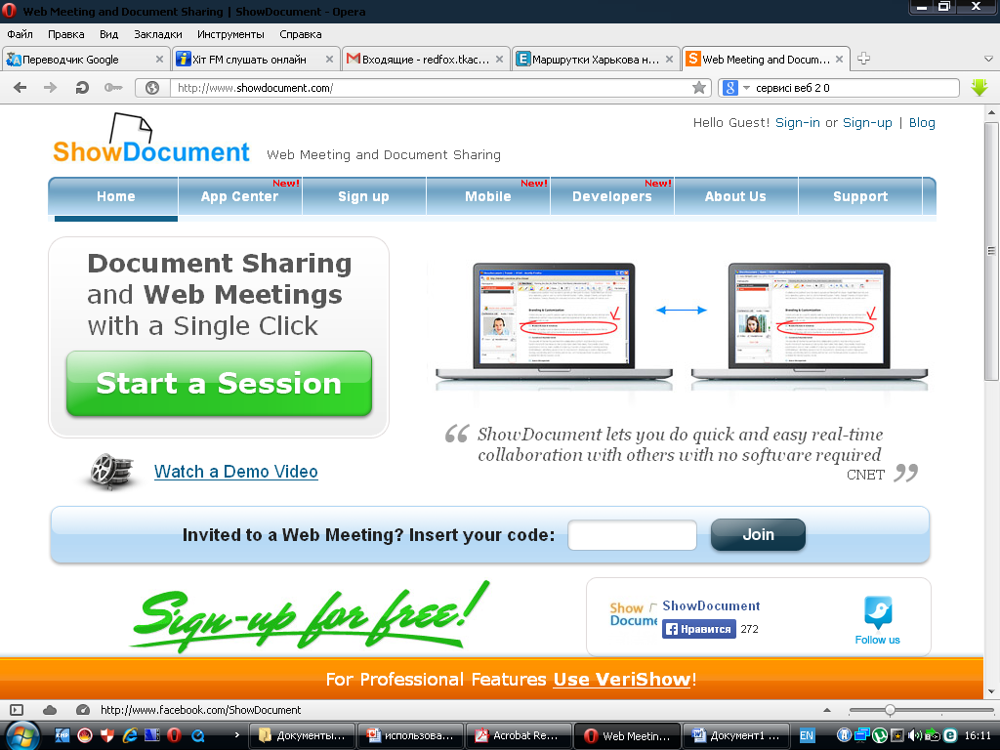 Web Meeting and Document Sharing | ShowDocument - Opera
Файл Правка Вид Закладки Инструменты Справка
Переводчик Google
Хіт FM слушать онлайн
Входящие - redfox.tkac...
Маршрутки Харькова н...
Web Meeting and Docum...
http://www.showdocument.com/
сервисі веб 2 0
Hello Guest! Sign-in or Sign-up | Blog
ShowDocument
Web Meeting and Document Sharing
Home
App Center New!
Sign up
Mobile New!
Developers New!
About Us
Support
Document Sharing
and Web Meetings
with a Single Click
Start a Session
Watch a Demo Video
“ ShowDocument lets you do quick and easy real-time
collaboration with others with no software required
CNET ”
Invited to a Web Meeting? Insert your code:
Join
Sign-up for free!
Show
Docume
ShowDocument
Нравится 272
Follow us
For Professional Features Use VeriShow!
http://www.facebook.com/ShowDocument
Документы...
использова...
Acrobat Re...
Web Meetin...
Документ1 ...
EN
16:11